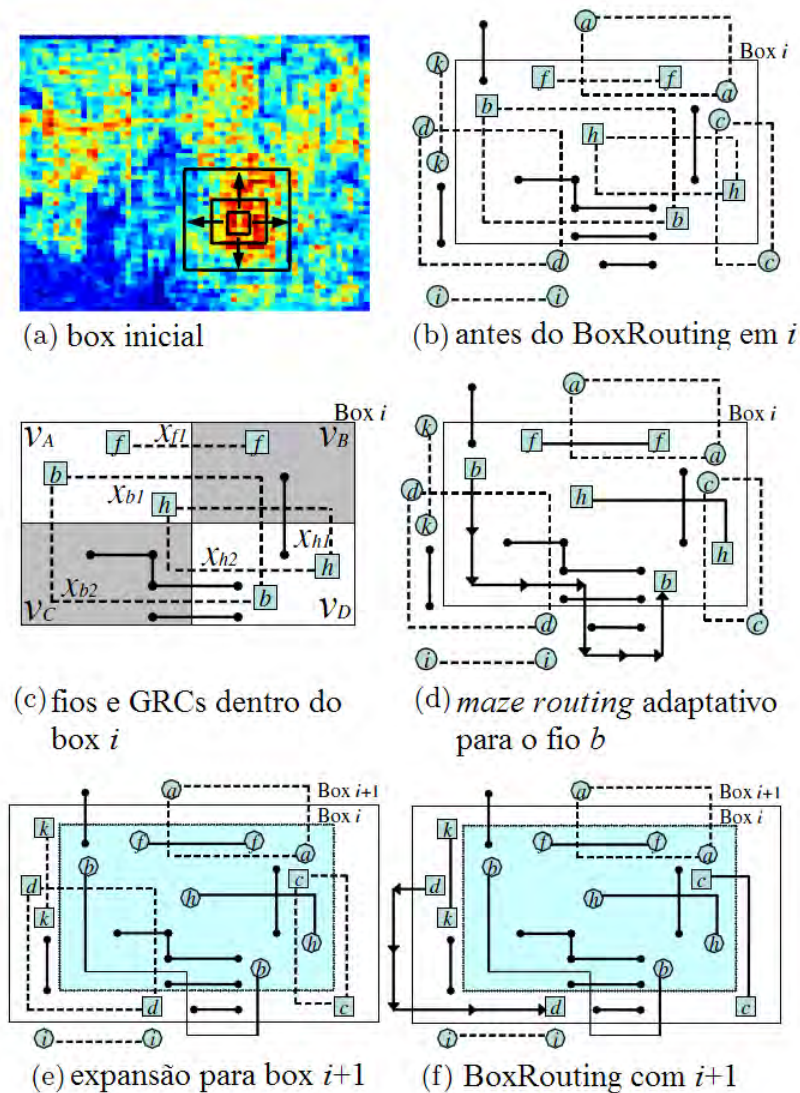 (a) box inicial
a
Box i
k
f
f
a
b
d
c
h
k
h
b
d
c
i
i
(b) antes do BoxRouting em i
Box i
v_A
f
x_f1
f
v_B
b
x_b1
h
x_h2
x_h1
h
x_b2
b
v_C
v_D
(c) fios e GRCs dentro do
box i
a
Box i
k
f
f
a
b
d
c
h
k
h
b
d
c
i
i
(d) maze routing adaptativo
para o fio b
a
Box i+1
Box i
k
f
f
a
b
c
d
h
k
h
b
d
c
i
i
(e) expansão para box i+1
a
Box i+1
Box i
k
f
f
a
b
c
d
h
k
h
b
d
c
i
i
(f) BoxRouting com i+1